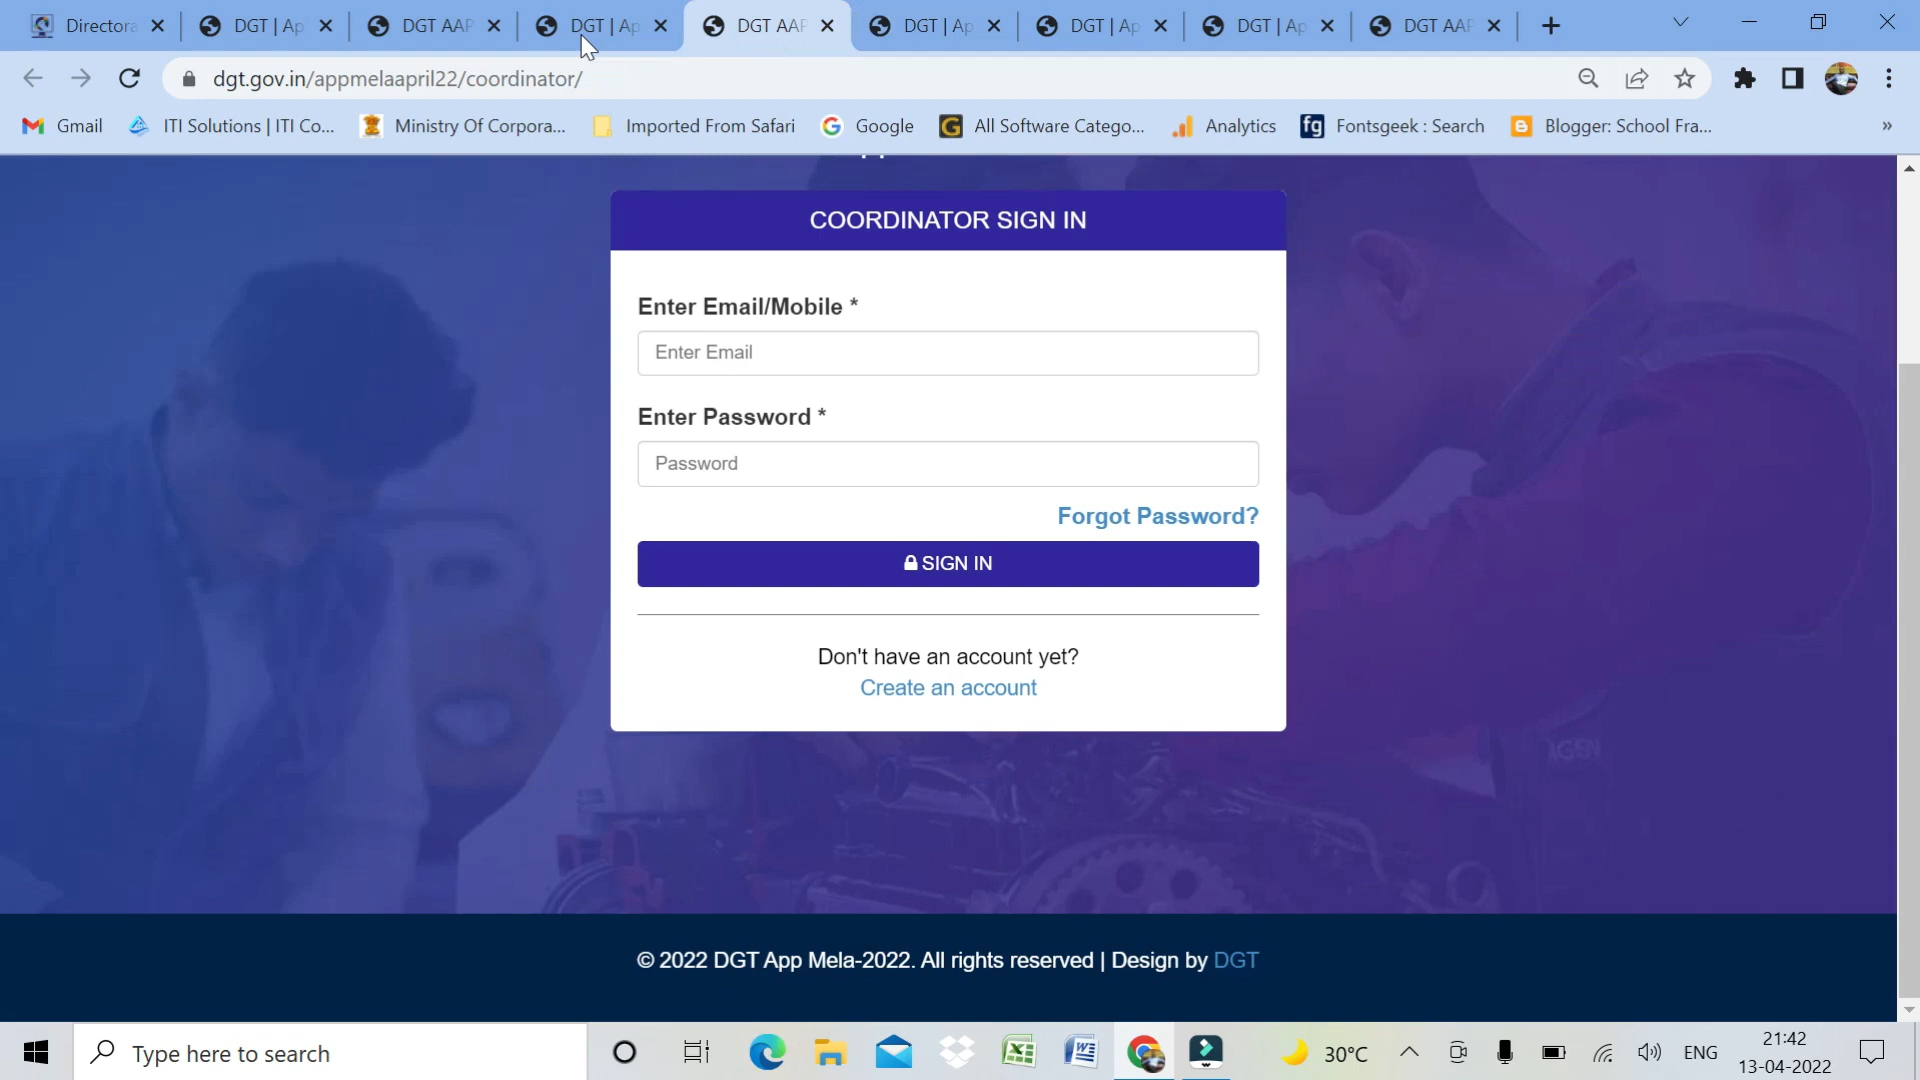 Directora
DGT | Ap
DGT AAP
DGT | Ap
DGT AAP
DGT | Ap
DGT | Ap
DGT | Ap
DGT AAP
dgt.gov.in/appmelaapril22/coordinator/
Gmail
ITI Solutions | ITI Co...
Ministry Of Corpora...
Imported From Safari
Google
All Software Catego...
Analytics
fg Fontsgeek : Search
Blogger: School Fra...
»
COORDINATOR SIGN IN
Enter Email/Mobile *
Enter Email
Enter Password *
Password
Forgot Password?
SIGN IN
Don't have an account yet?
Create an account
© 2022 DGT App Mela-2022. All rights reserved | Design by DGT
Type here to search
30°C
ENG
21:42
13-04-2022